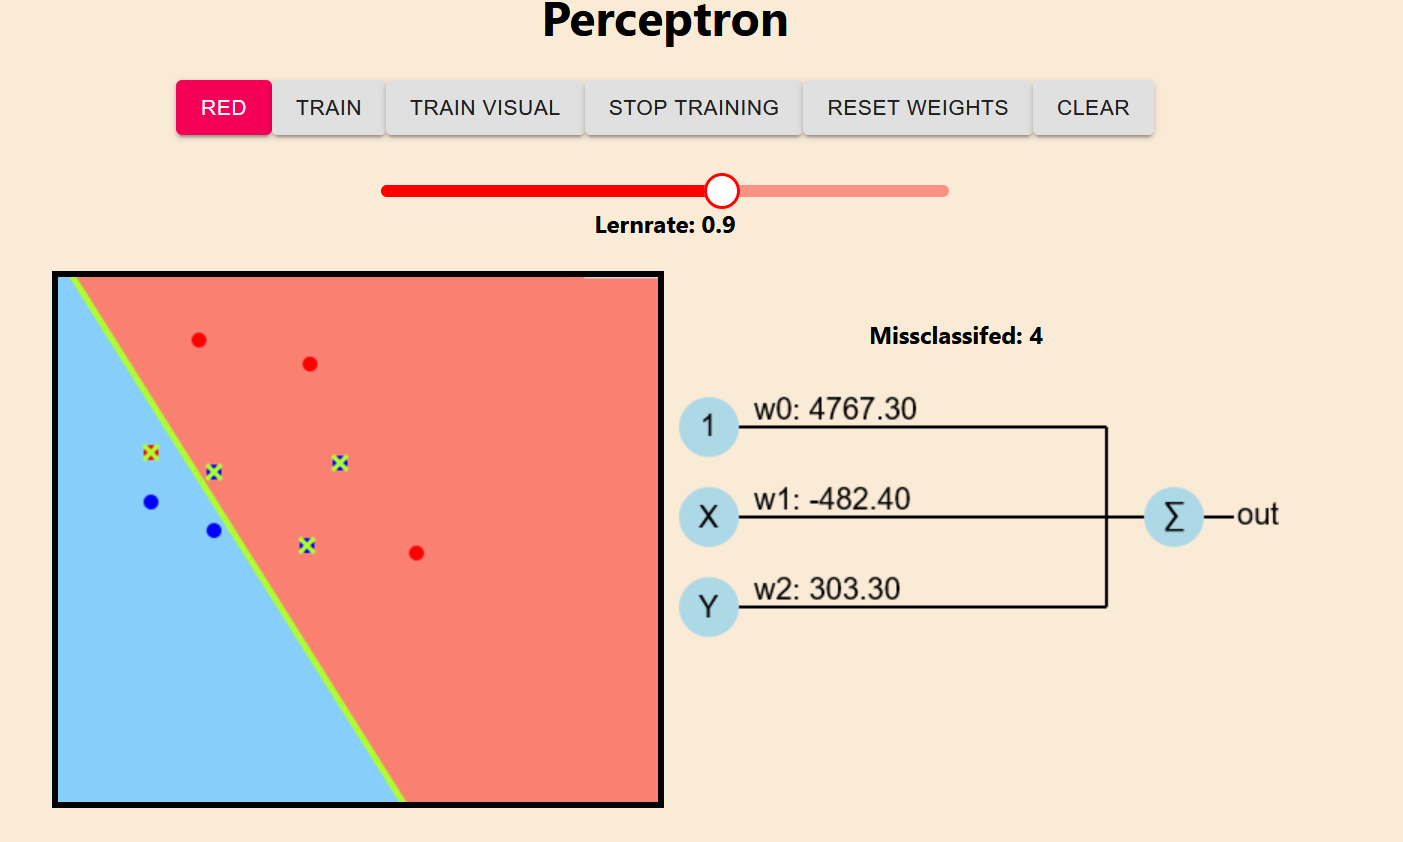 Perceptron
RED TRAIN TRAIN VISUAL STOP TRAINING RESET WEIGHTS CLEAR
Lernrate: 0.9
Missclassifed: 4
1 w0: 4767.30
X w1: -482.40
Σ out
Y w2: 303.30